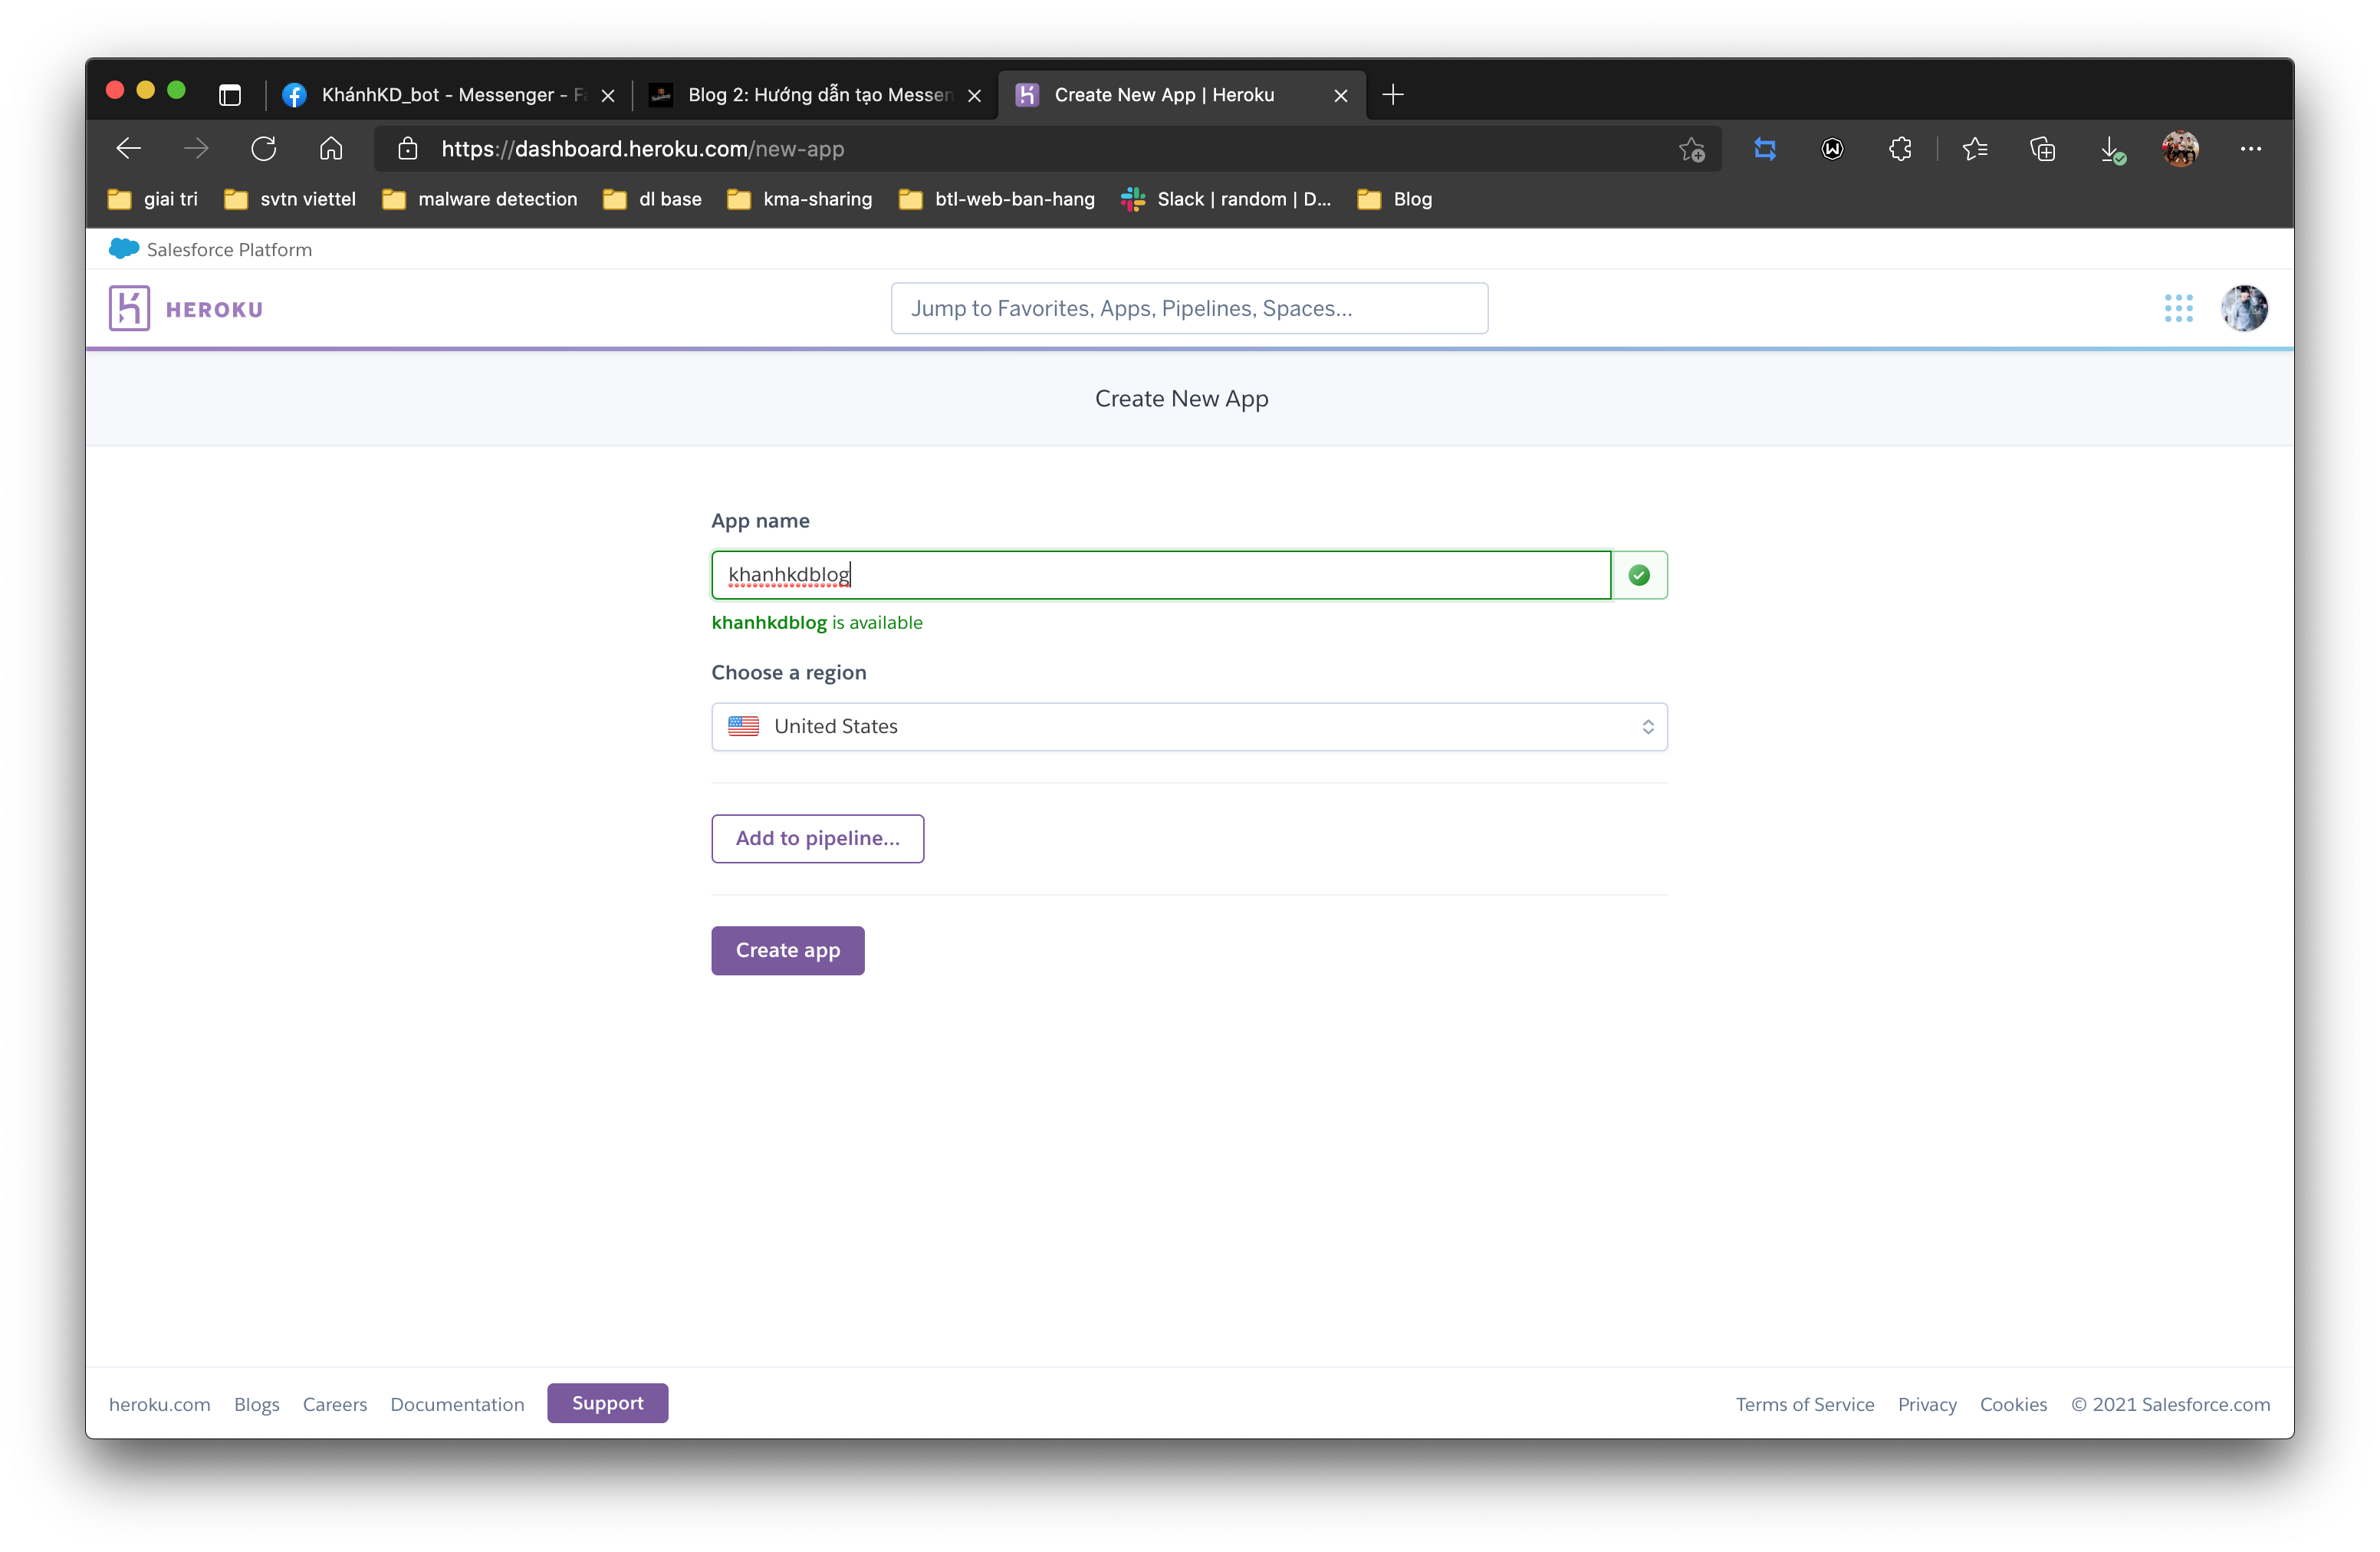 KhánhKD_bot - Messenger - Fa
Blog 2: Hướng dẫn tạo Messen
Create New App | Heroku
https://dashboard.heroku.com/new-app
giai tri
svtn viettel
malware detection
dl base
kma-sharing
btl-web-ban-hang
Slack | random | D...
Blog
Salesforce Platform
HEROKU
Jump to Favorites, Apps, Pipelines, Spaces...
Create New App
App name
khanhkdblog
khanhkdblog is available
Choose a region
United States
Add to pipeline...
Create app
heroku.com
Blogs
Careers
Documentation
Support
Terms of Service
Privacy
Cookies
© 2021 Salesforce.com